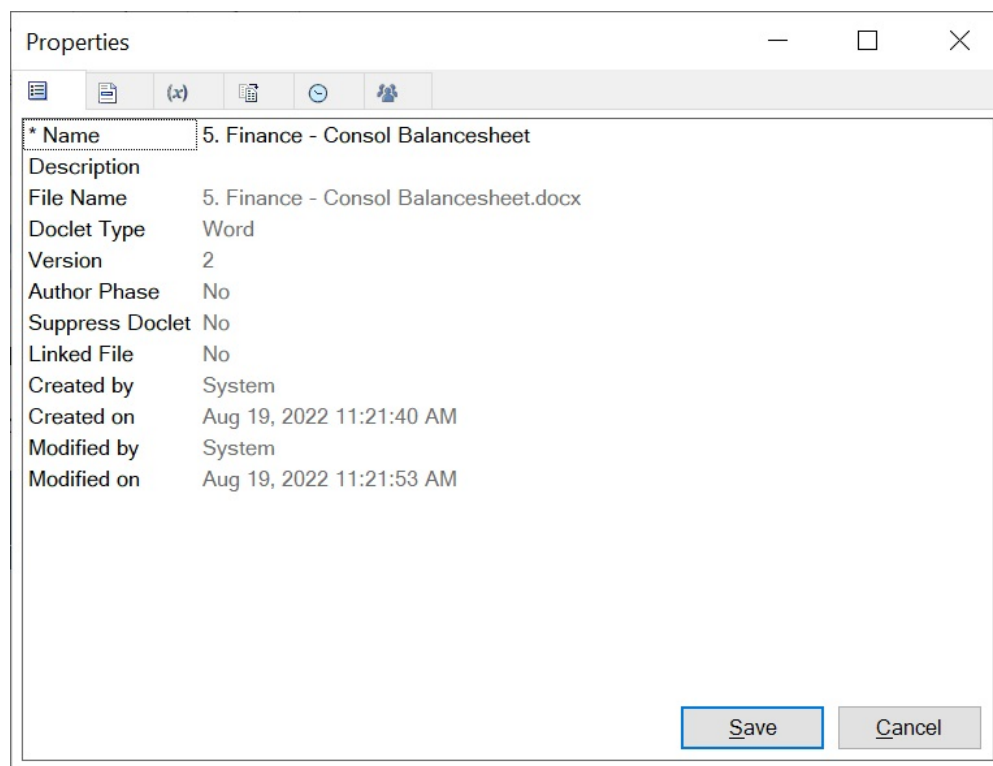 Properties
(x)
* Name 5. Finance - Consol Balancesheet
Description
File Name 5. Finance - Consol Balancesheet.docx
Doclet Type Word
Version 2
Author Phase No
Suppress Doclet No
Linked File No
Created by System
Created on Aug 19, 2022 11:21:40 AM
Modified by System
Modified on Aug 19, 2022 11:21:53 AM
Save Cancel